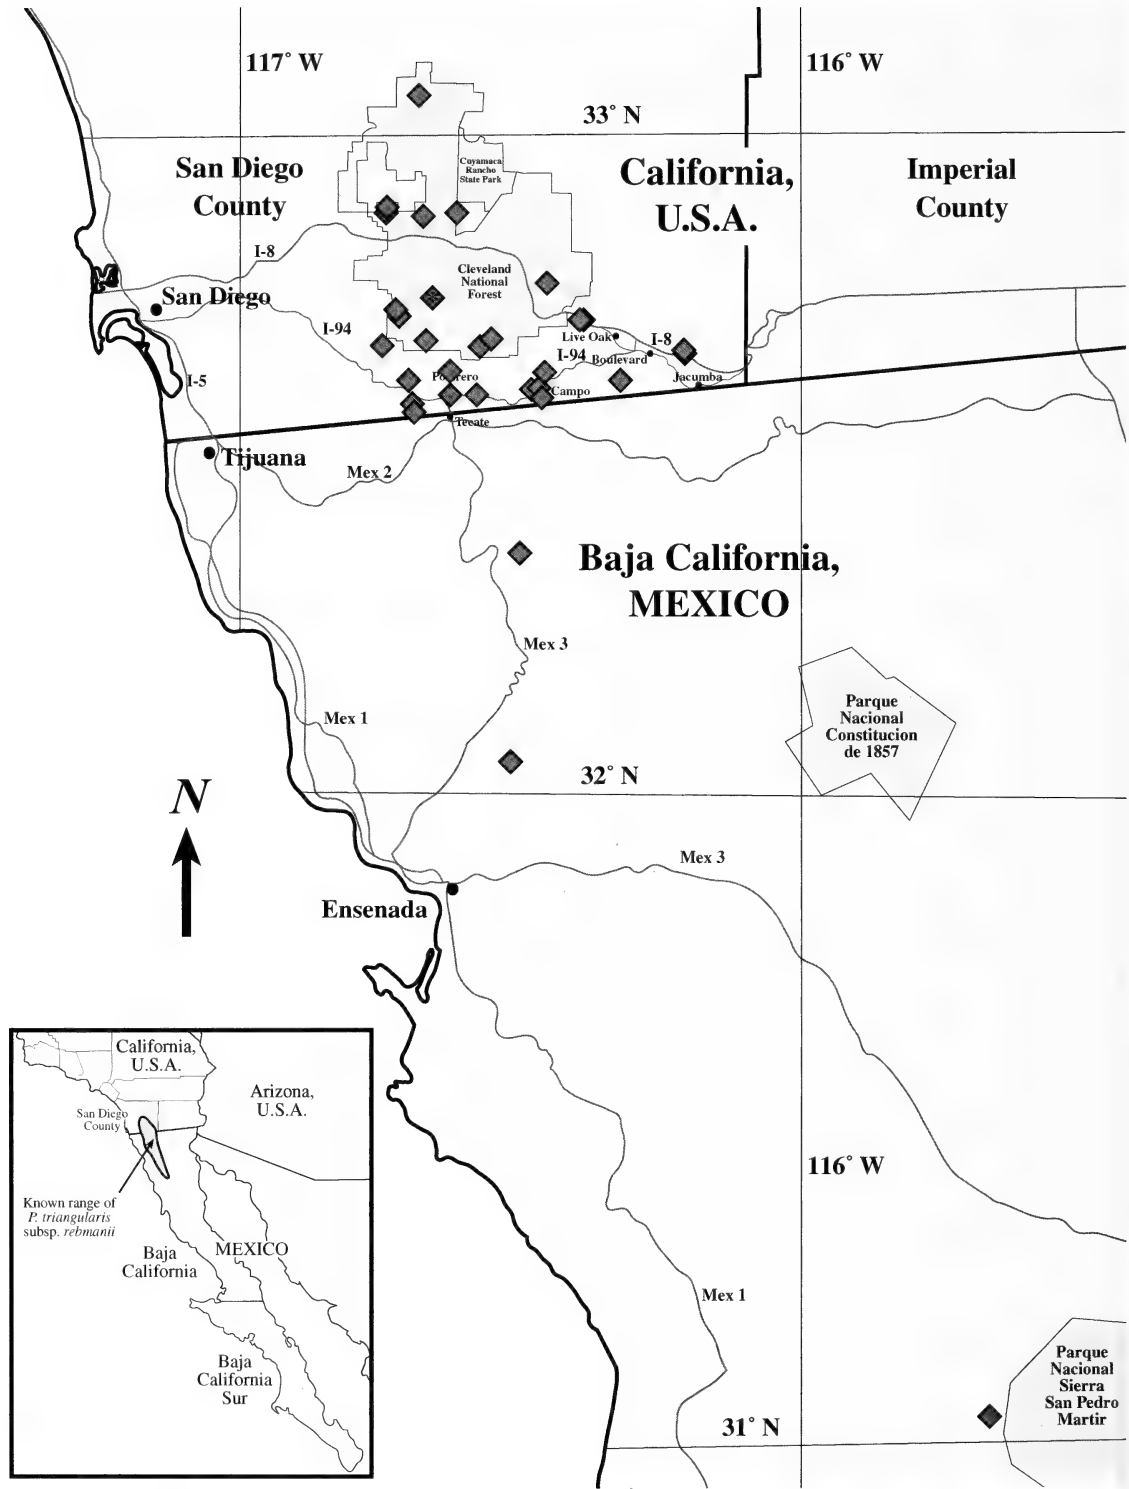 117° W
116° W
33° N
San Diego
County
Cuyamaca
Rancho
State Park
California,
U.S.A.
Imperial
County
I-8
Cleveland
National
Forest
San Diego
I-94
Live Oak
I-8
I-94
Boulevard
I-5
Potrero
Jacumba
Campo
Tecate
Tijuana
Mex 2
Baja California,
MEXICO
Mex 3
Parque
Nacional
Constitucion
de 1857
Mex 1
32° N
N
Mex 3
Ensenada
California,
U.S.A.
Arizona,
U.S.A.
San Diego
County
116° W
Known range of
P. triangularis
subsp. rebmanii
Baja
California
MEXICO
Mex 1
Baja
California
Sur
Parque
Nacional
Sierra
San Pedro
Martir
31° N